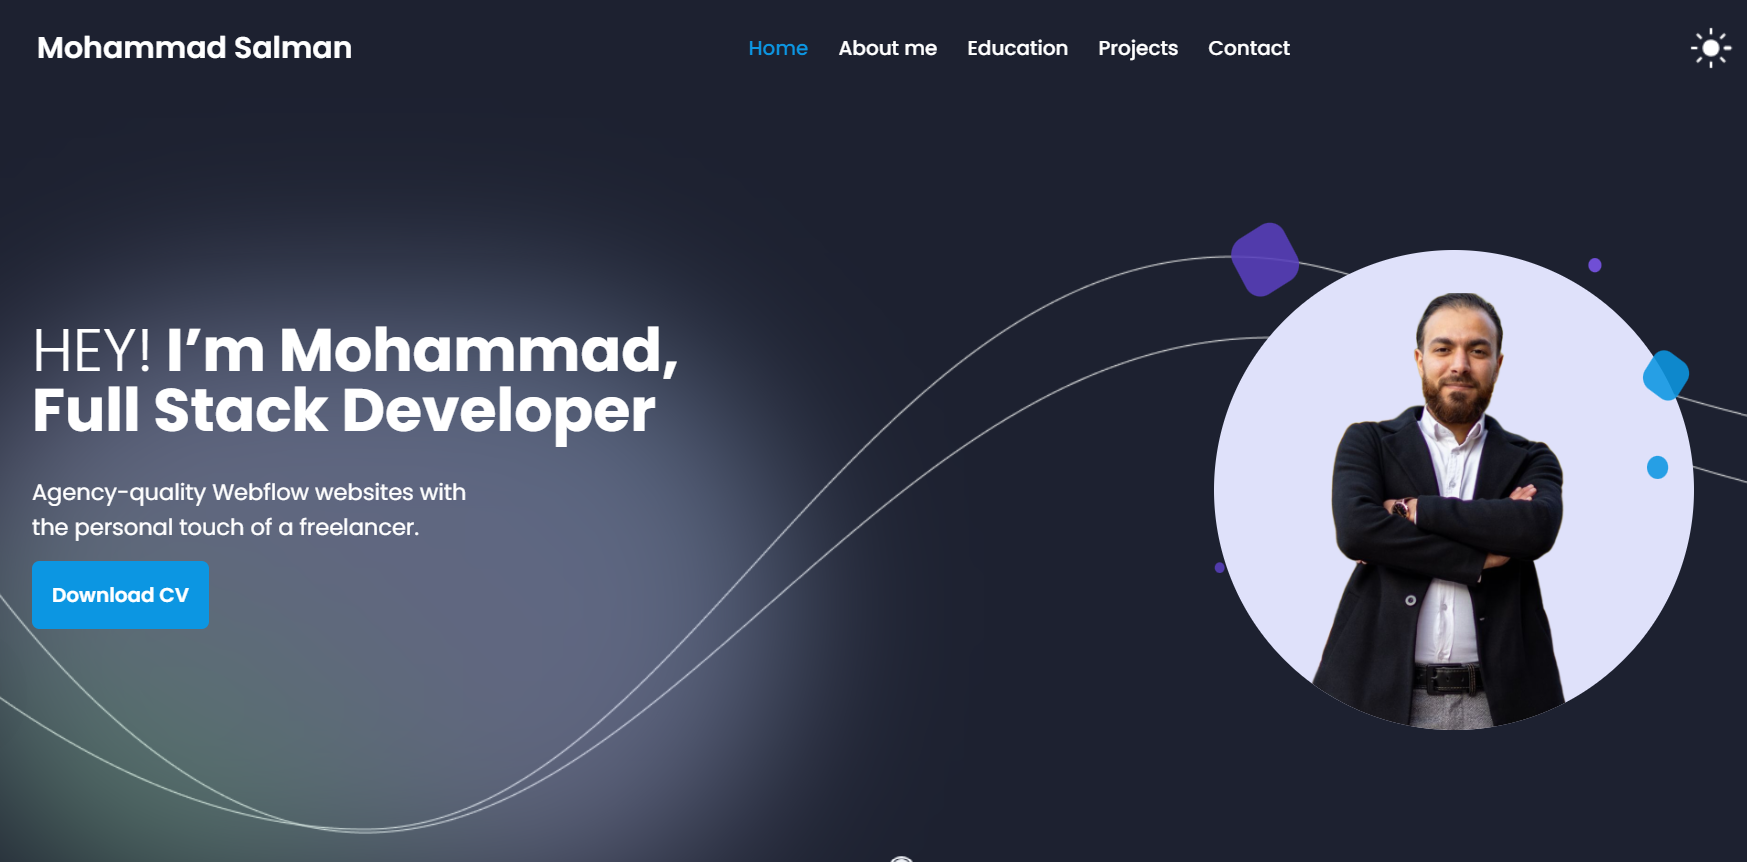 Mohammad Salman
Home About me Education Projects Contact
HEY! I’m Mohammad,
Full Stack Developer
Agency-quality Webflow websites with
the personal touch of a freelancer.
Download CV